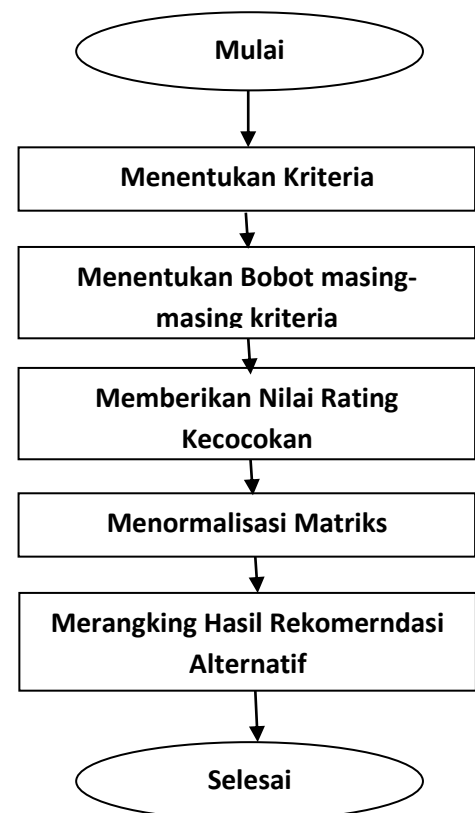 Mulai
Menentukan Kriteria
Menentukan Bobot masing-
masing kriteria
Memberikan Nilai Rating
Kecocokan
Menormalisasi Matriks
Merangking Hasil Rekomerndasi
Alternatif
Selesai